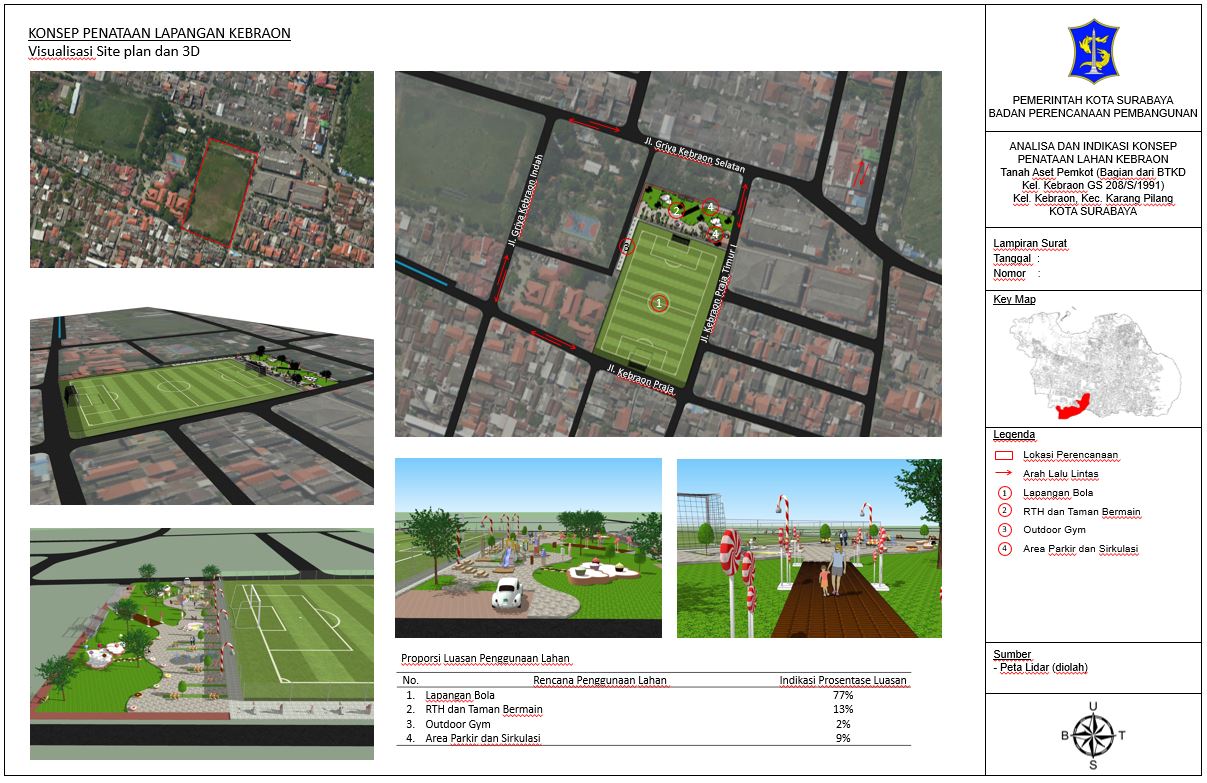 KONSEP PENATAAN LAPANGAN KEBRAON
Visualisasi Site plan dan 3D
Jl. Griya Kebraon Selatan
Jl. Griya Kebraon Indah
Jl. Kebraon Praja Timur I
Jl. Kebraon Praja
2
4
4
1
Proporsi Luasan Penggunaan Lahan
No. Rencana Penggunaan Lahan Indikasi Prosentase Luasan
1. Lapangan Bola 77%
2. RTH dan Taman Bermain 13%
3. Outdoor Gym 2%
4. Area Parkir dan Sirkulasi 9%
PEMERINTAH KOTA SURABAYA
BADAN PERENCANAAN PEMBANGUNAN
ANALISA DAN INDIKASI KONSEP
PENATAAN LAHAN KEBRAON
Tanah Aset Pemkot (Bagian dari BTKD
Kel. Kebraon GS 208/S/1991)
Kel. Kebraon, Kec. Karang Pilang
KOTA SURABAYA
Lampiran Surat
Tanggal :
Nomor :
Key Map
Legenda
Lokasi Perencanaan
Arah Lalu Lintas
1 Lapangan Bola
2 RTH dan Taman Bermain
3 Outdoor Gym
4 Area Parkir dan Sirkulasi
Sumber
- Peta Lidar (diolah)
U
B T
S